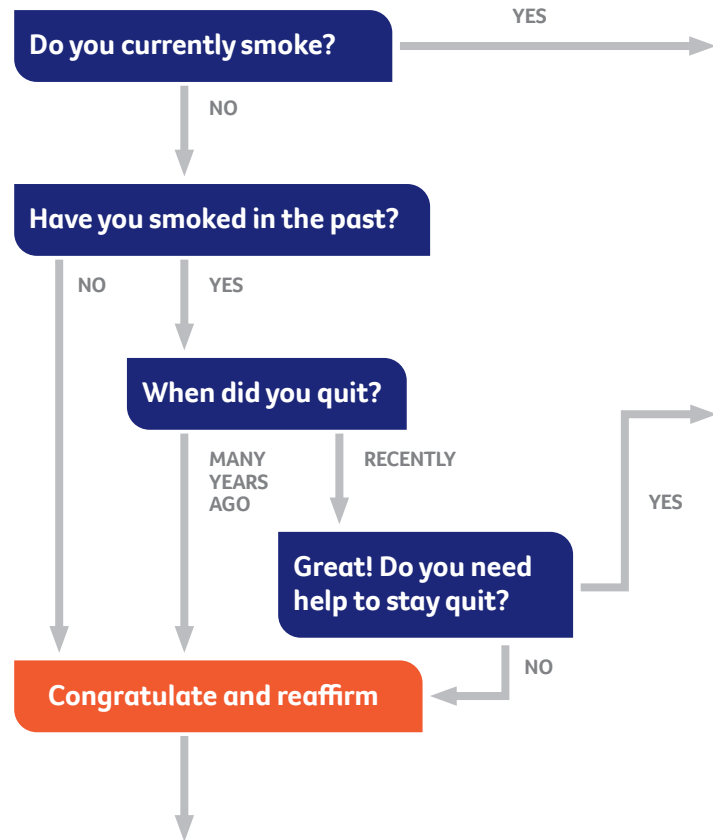 YES
Do you currently smoke?
NO
Have you smoked in the past?
NO
YES
When did you quit?
MANY
YEARS
AGO
RECENTLY
YES
Great! Do you need
help to stay quit?
NO
Congratulate and reaffirm